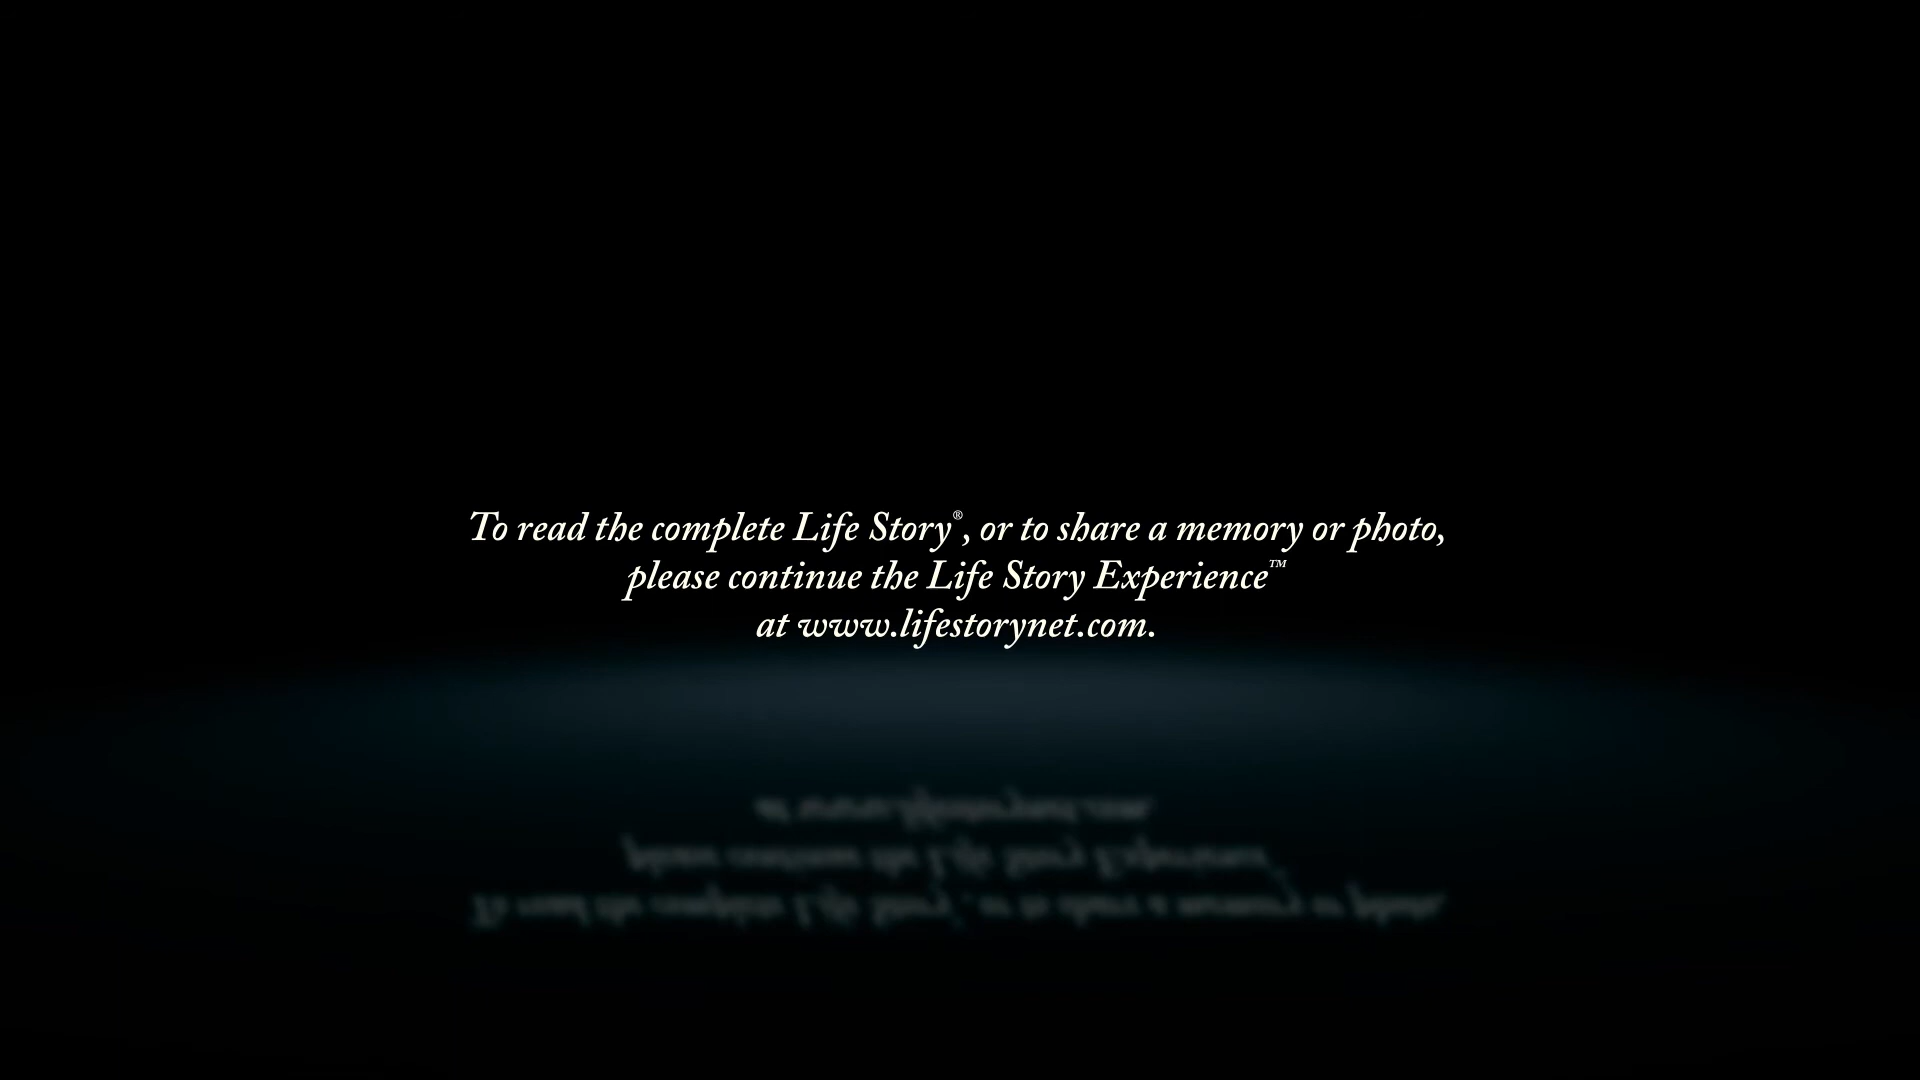 To read the complete Life Story®, or to share a memory or photo,
please continue the Life Story Experience™
at www.lifestorynet.com.